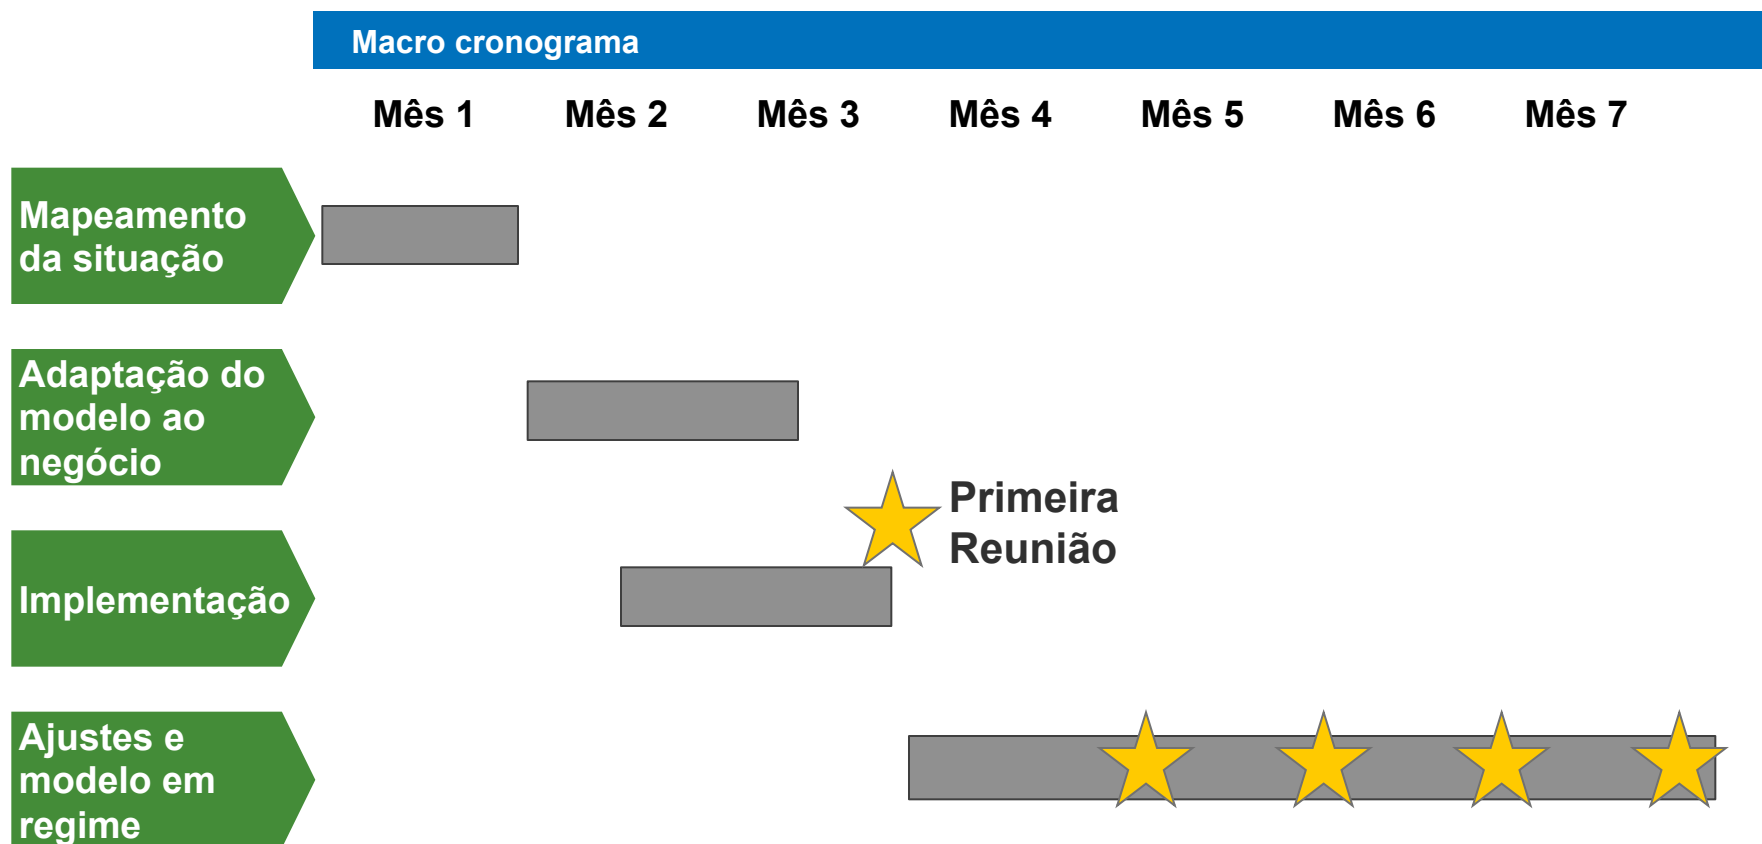 Macro cronograma
Mês 1 Mês 2 Mês 3 Mês 4 Mês 5 Mês 6 Mês 7
Mapeamento
da situação
Adaptação do
modelo ao
negócio
Primeira
Reunião
Implementação
Ajustes e
modelo em
regime